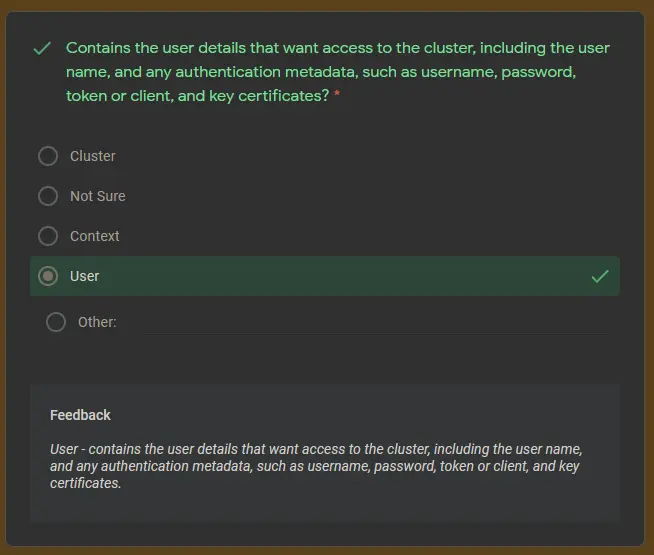 Contains the user details that want access to the cluster, including the user
name, and any authentication metadata, such as username, password,
token or client, and key certificates? *
Cluster
Not Sure
Context
User
Other:
Feedback
User - contains the user details that want access to the cluster, including the user name,
and any authentication metadata, such as username, password, token or client, and key
certificates.